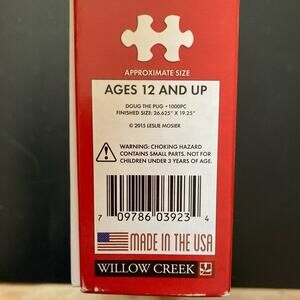 APPROXIMATE SIZE
AGES 12 AND UP
DOUG THE PUG • 1000PC
FINISHED SIZE: 26.625" X 19.25"
© 2015 LESLIE MOSIER
WARNING: CHOKING HAZARD
CONTAINS SMALL PARTS. NOT FOR
CHILDREN UNDER 3 YEARS OF AGE.
7 09786 03923 4
MADE IN THE USA
WILLOW CREEK